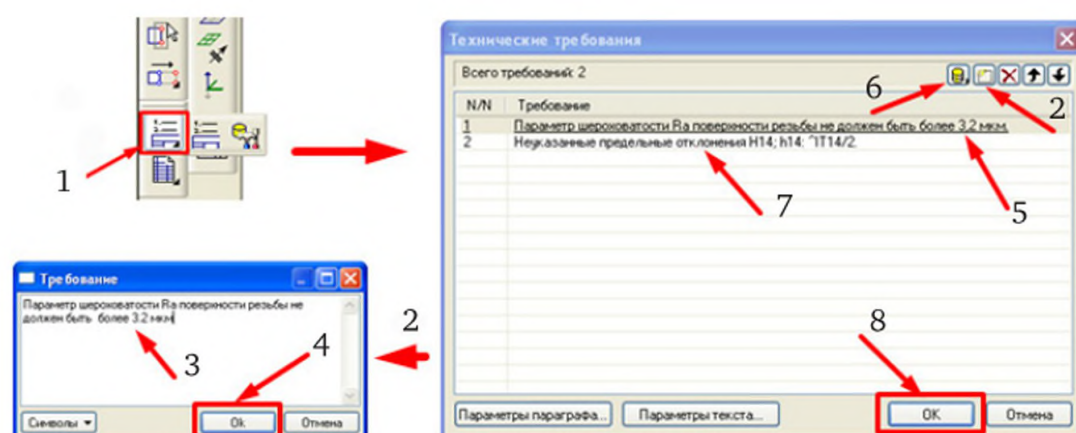 Технические требования
Всего требований: 2
6
2
N/N Требование
1 Параметр шероховатости Ra поверхности резьбы не должен быть более 3,2 мкм.
2 Неуказанные предельные отклонения H14; h14: ^IT14/2.
1
7
5
Требование
Параметр шероховатости Ra поверхности резьбы не
должен быть более 3.2 мкм
2
3
4
8
Символы
Ok
Отмена
Параметры параграфа...
Параметры текста...
OK
Отмена